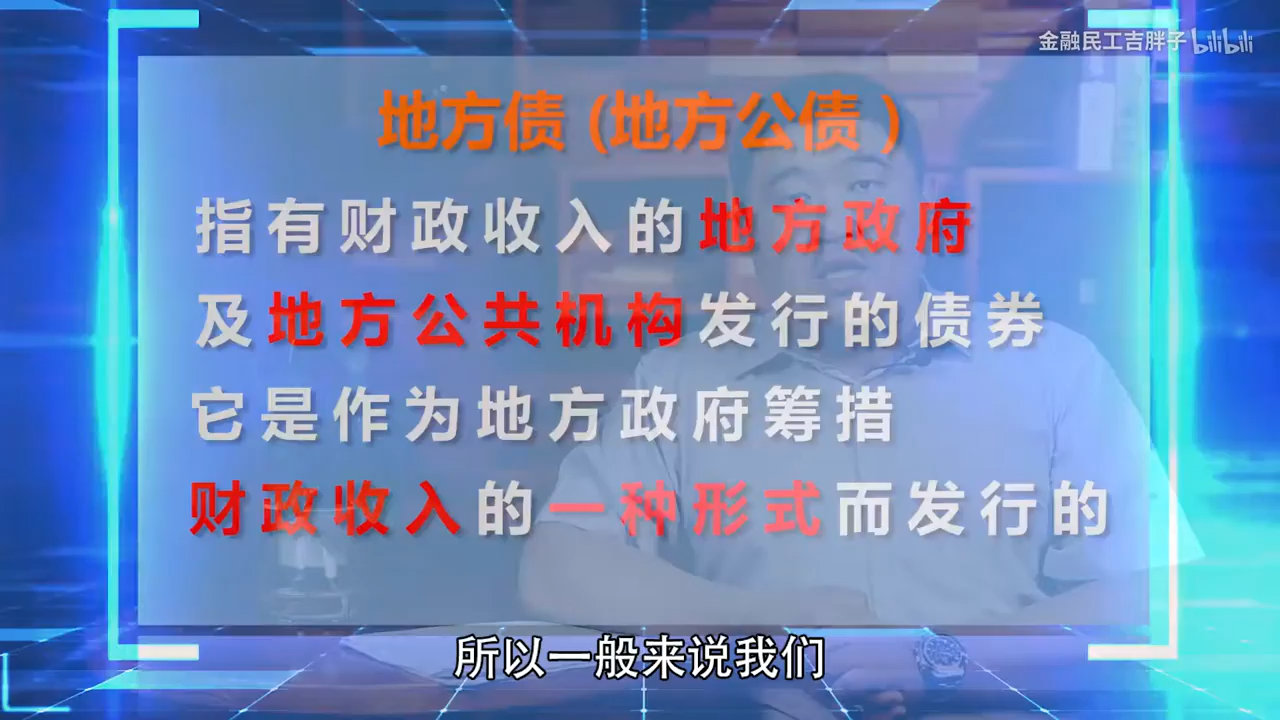 金融民工吉胖子 bilibili
地方债 (地方公债 )
指有财政收入的地方政府
及地方公共机构发行的债券
它是作为地方政府筹措
财政收入的一种形式而发行的
所以一般来说我们